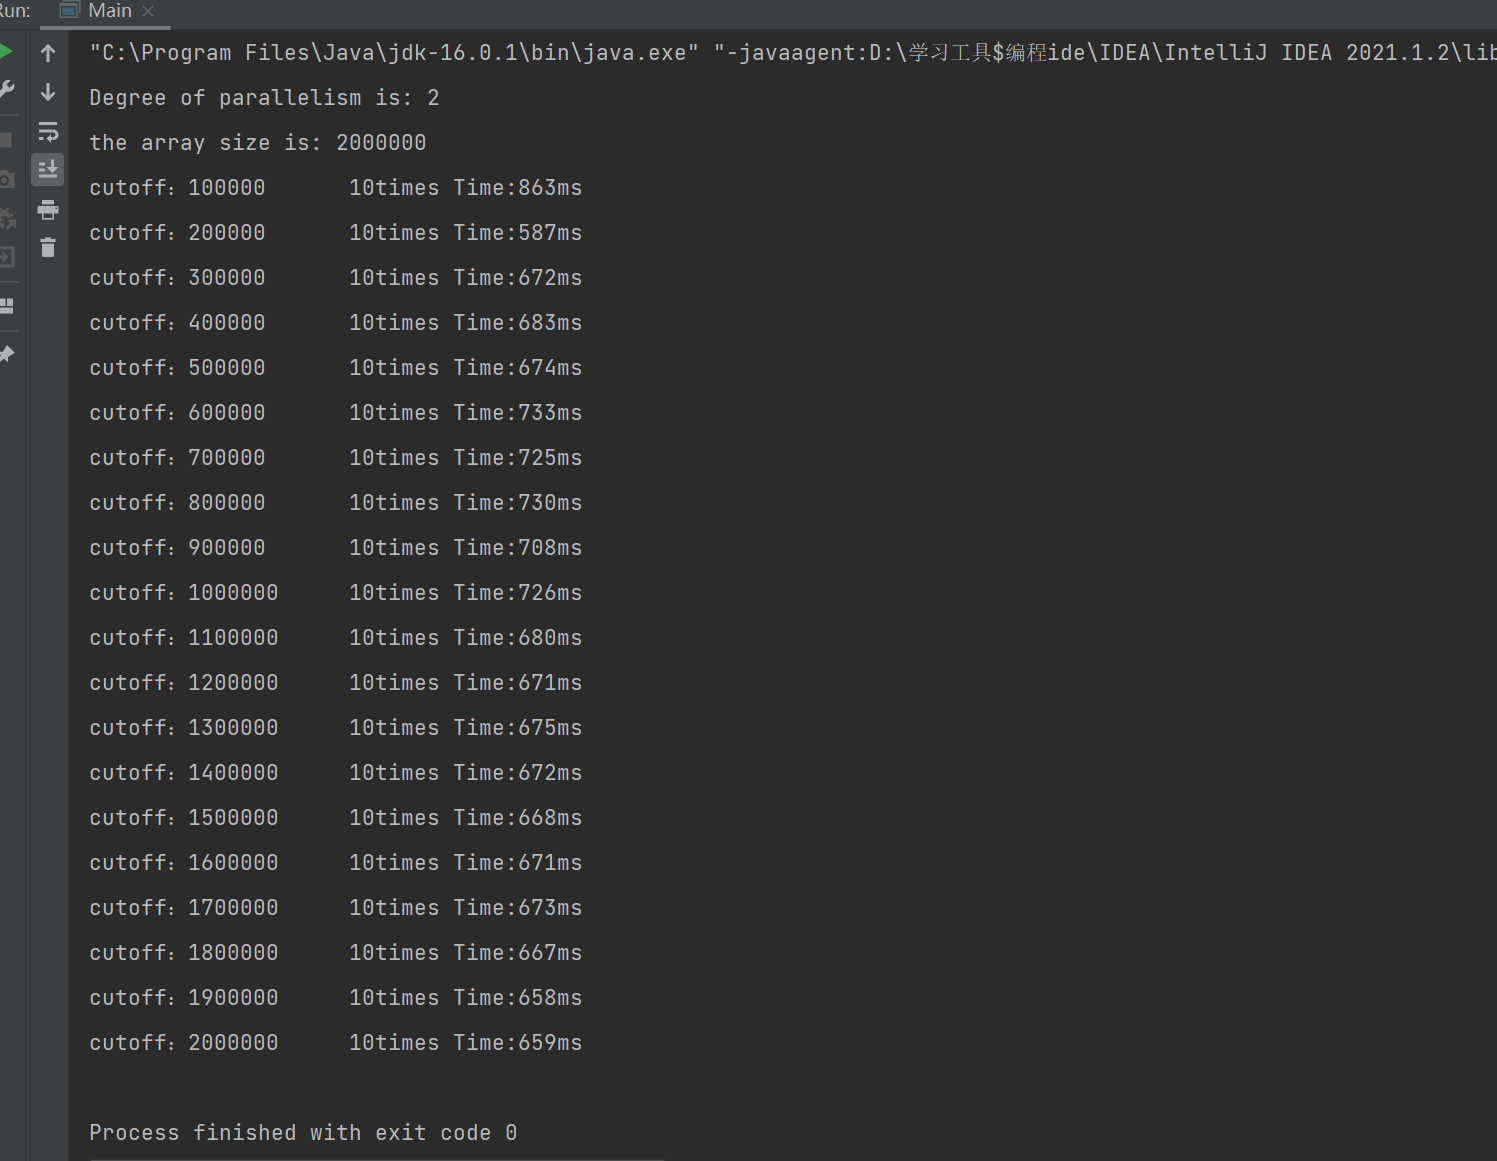 Run: Main
"C:\Program Files\Java\jdk-16.0.1\bin\java.exe" "-javaagent:D:\学习工具$编程ide\IDEA\IntelliJ IDEA 2021.1.2\lib
Degree of parallelism is: 2
the array size is: 2000000
cutoff：100000 10times Time:863ms
cutoff：200000 10times Time:587ms
cutoff：300000 10times Time:672ms
cutoff：400000 10times Time:683ms
cutoff：500000 10times Time:674ms
cutoff：600000 10times Time:733ms
cutoff：700000 10times Time:725ms
cutoff：800000 10times Time:730ms
cutoff：900000 10times Time:708ms
cutoff：1000000 10times Time:726ms
cutoff：1100000 10times Time:680ms
cutoff：1200000 10times Time:671ms
cutoff：1300000 10times Time:675ms
cutoff：1400000 10times Time:672ms
cutoff：1500000 10times Time:668ms
cutoff：1600000 10times Time:671ms
cutoff：1700000 10times Time:673ms
cutoff：1800000 10times Time:667ms
cutoff：1900000 10times Time:658ms
cutoff：2000000 10times Time:659ms
Process finished with exit code 0